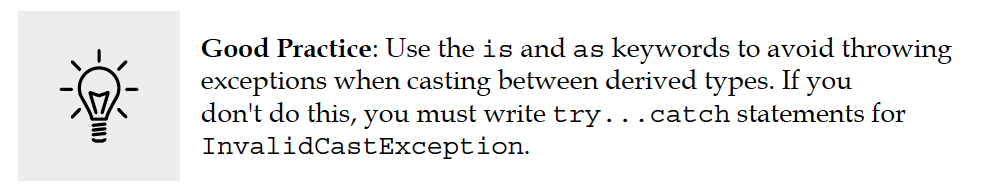 Good Practice: Use the is and as keywords to avoid throwing
exceptions when casting between derived types. If you
don't do this, you must write try...catch statements for
InvalidCastException.